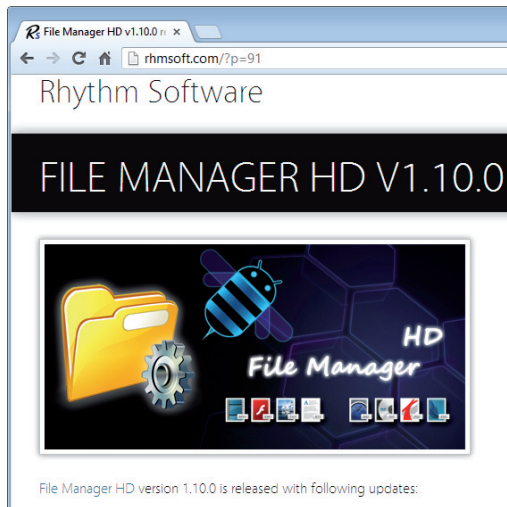 File Manager HD v1.10.0 r
rhmsoft.com/?p=91
Rhythm Software
FILE MANAGER HD V1.10.0
HD
File Manager
File Manager HD version 1.10.0 is released with following updates: